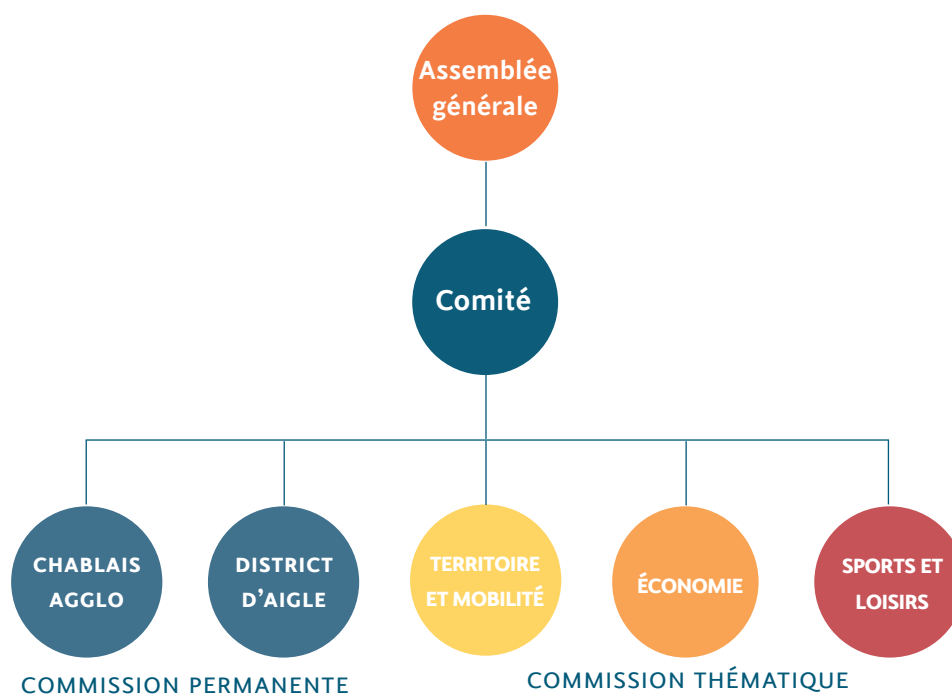 Assemblée
générale
Comité
CHABLAIS
AGGLO
DISTRICT
D'AIGLE
TERRITOIRE
ET MOBILITÉ
ÉCONOMIE
SPORTS ET
LOISIRS
COMMISSION PERMANENTE
COMMISSION THÉMATIQUE